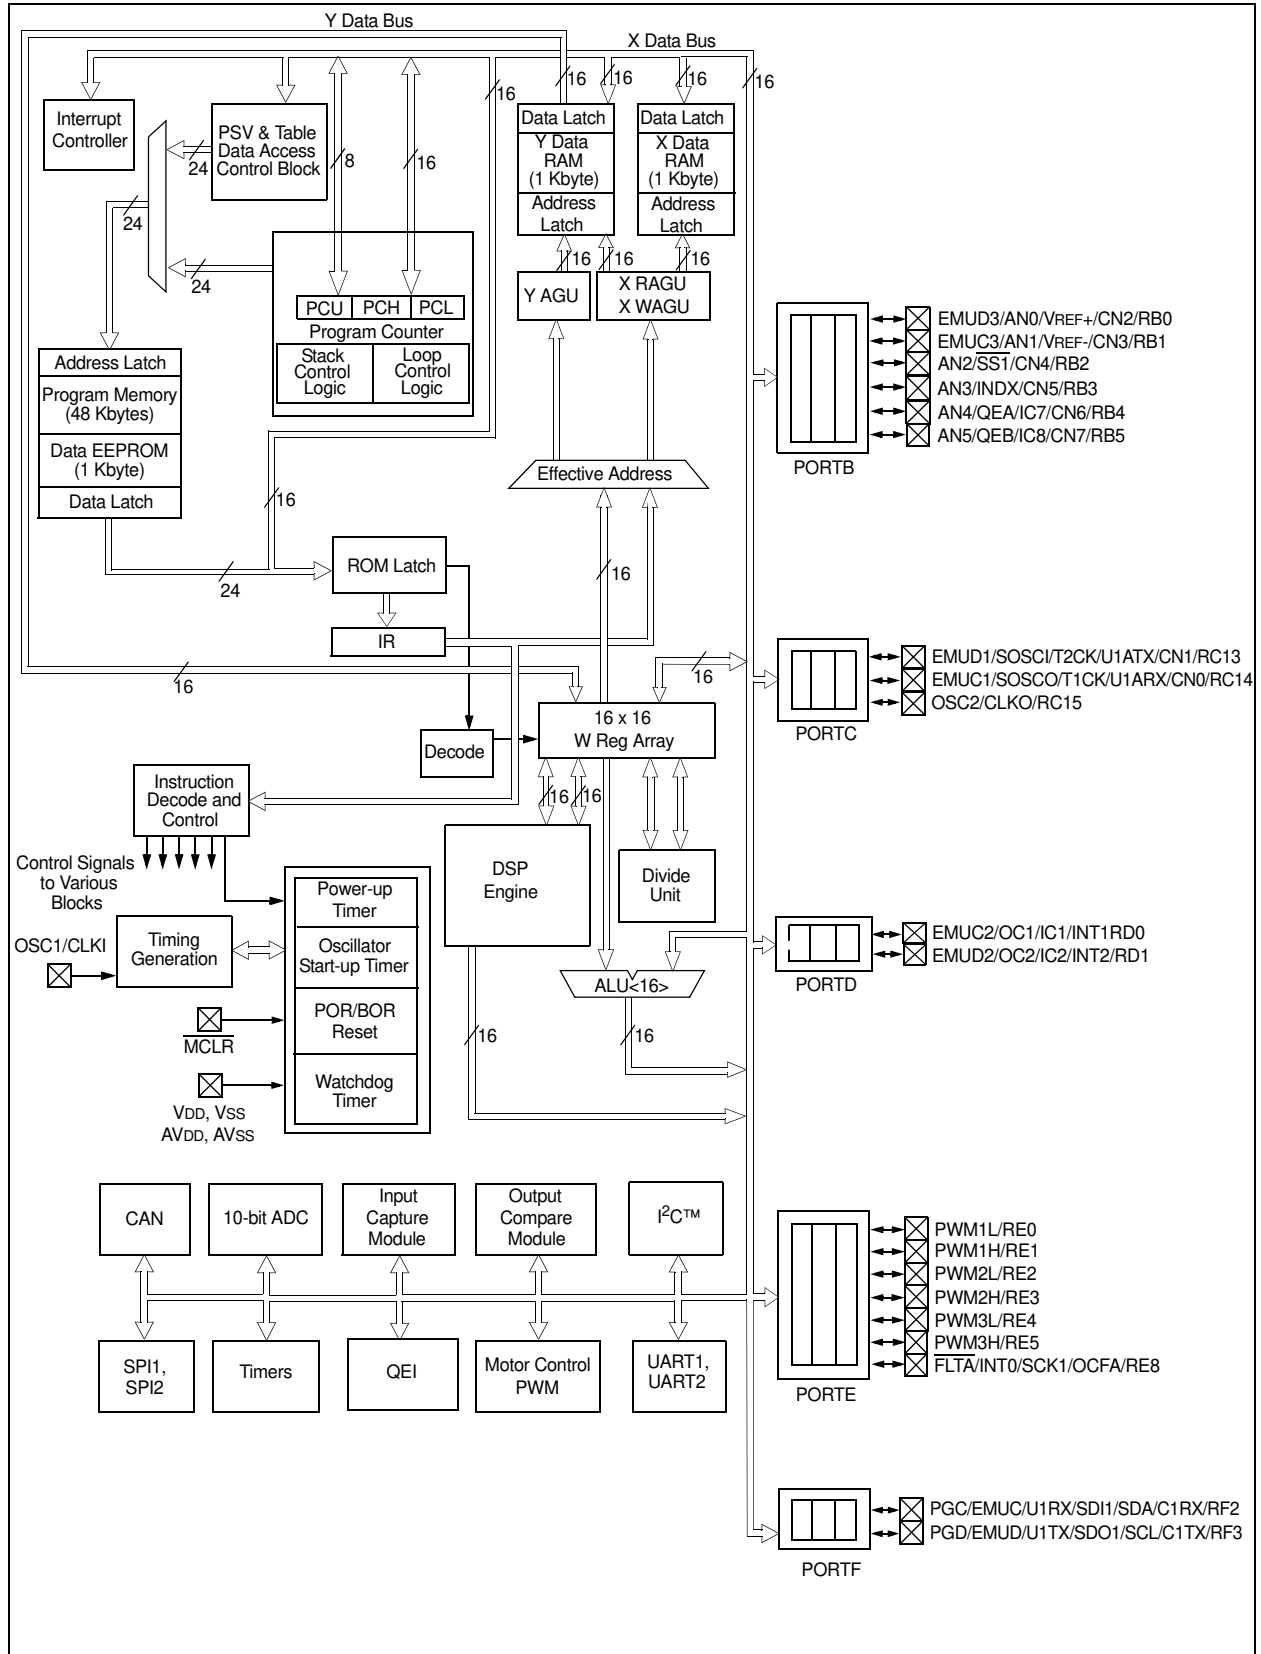 Y Data Bus
X Data Bus
16
16
16
16
16
Interrupt
Controller
PSV & Table
Data Access
Control Block
24
8
16
Data Latch
Y Data
RAM
(1 Kbyte)
Address
Latch
Data Latch
X Data
RAM
(1 Kbyte)
Address
Latch
24
24
16
16
16
Y AGU
X RAGU
X WAGU
PCU
PCH
PCL
Program Counter
Stack
Control
Logic
Loop
Control
Logic
Address Latch
Program Memory
(48 Kbytes)
Data EEPROM
(1 Kbyte)
Data Latch
Effective Address
16
24
ROM Latch
16
IR
16
16
16 x 16
W Reg Array
Decode
Instruction
Decode and
Control
16
16
Control Signals
to Various
Blocks
DSP
Engine
Divide
Unit
Power-up
Timer
OSC1/CLKI
Timing
Generation
Oscillator
Start-up Timer
ALU<16>
POR/BOR
Reset
MCLR
16
16
Watchdog
Timer
VDD, VSS
AVDD, AVSS
CAN
10-bit ADC
Input
Capture
Module
Output
Compare
Module
I²C™
SPI1,
SPI2
Timers
QEI
Motor Control
PWM
UART1,
UART2
EMUD3/AN0/VREF+/CN2/RB0
EMUC3/AN1/VREF-/CN3/RB1
AN2/SS1/CN4/RB2
AN3/INDX/CN5/RB3
AN4/QEA/IC7/CN6/RB4
AN5/QEB/IC8/CN7/RB5
PORTB
EMUD1/SOSCI/T2CK/U1ATX/CN1/RC13
EMUC1/SOSCO/T1CK/U1ARX/CN0/RC14
OSC2/CLKO/RC15
PORTC
EMUC2/OC1/IC1/INT1RD0
EMUD2/OC2/IC2/INT2/RD1
PORTD
PWM1L/RE0
PWM1H/RE1
PWM2L/RE2
PWM2H/RE3
PWM3L/RE4
PWM3H/RE5
FLTA/INT0/SCK1/OCFA/RE8
PORTE
PGC/EMUC/U1RX/SDI1/SDA/C1RX/RF2
PGD/EMUD/U1TX/SDO1/SCL/C1TX/RF3
PORTF